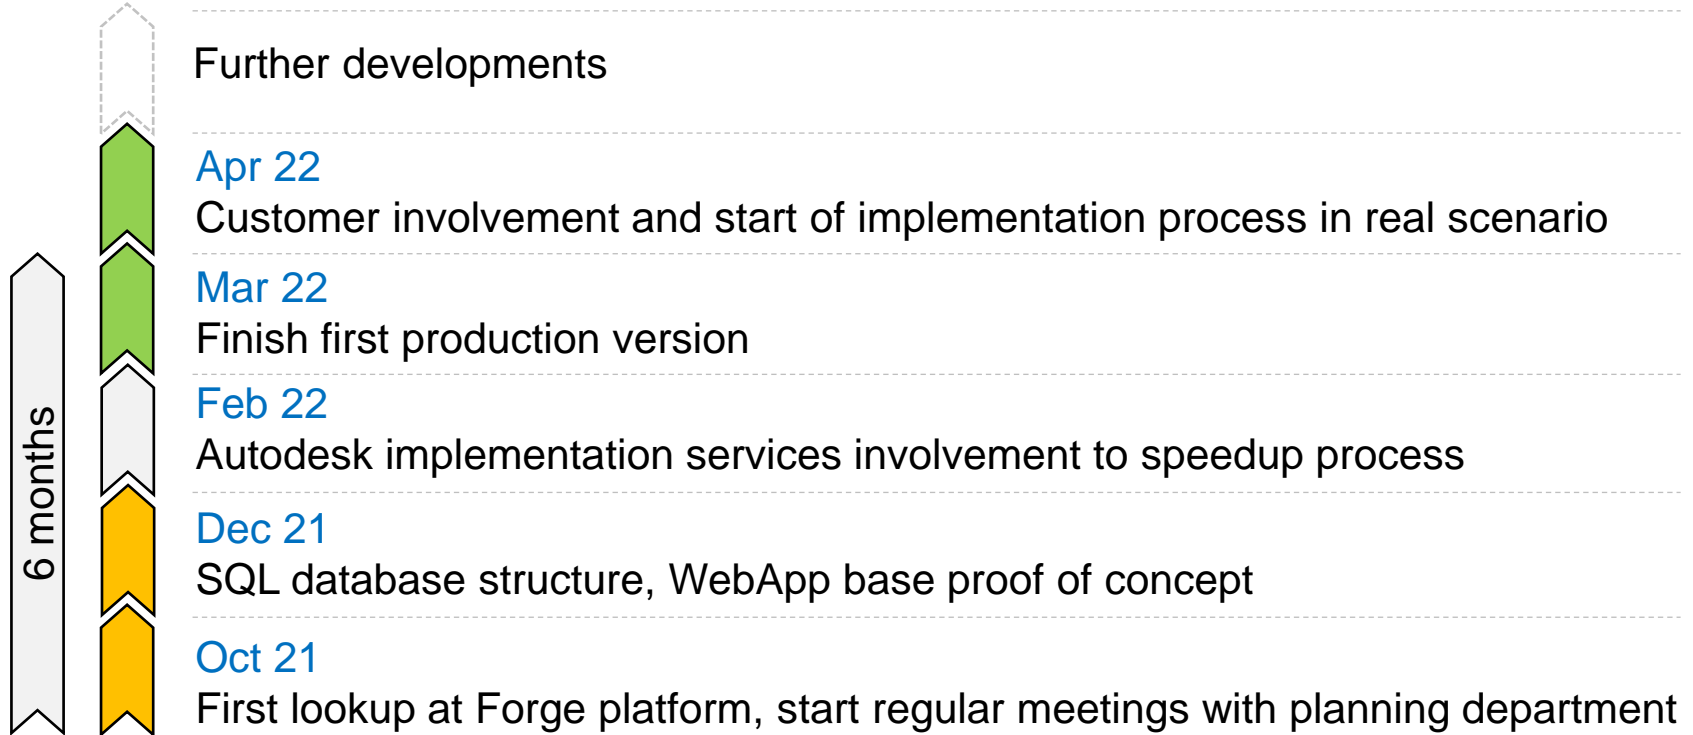 Further developments
Apr 22
Customer involvement and start of implementation process in real scenario
Mar 22
Finish first production version
Feb 22
Autodesk implementation services involvement to speedup process
Dec 21
SQL database structure, WebApp base proof of concept
Oct 21
First lookup at Forge platform, start regular meetings with planning department
6 months